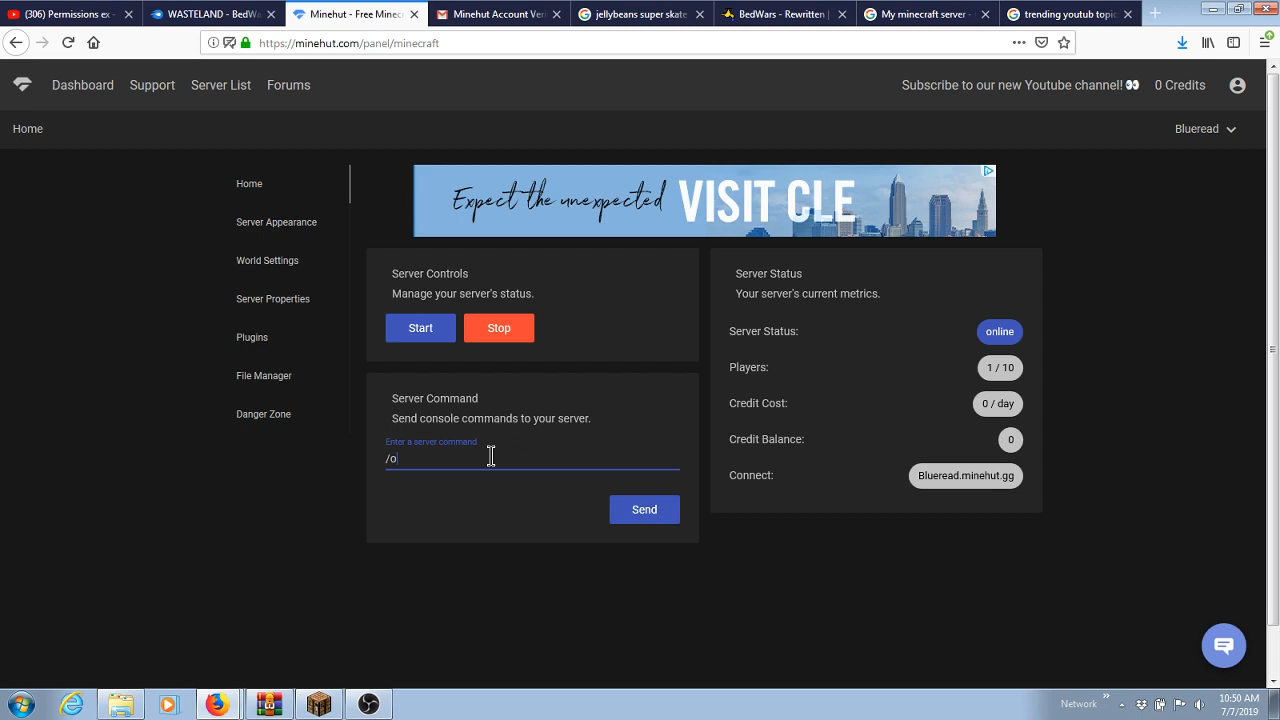 (306) Permissions ex -
WASTELAND - BedWa
Minehut - Free Minec
Minehut Account Veri
jellybeans super skate
BedWars - Rewritten |
My minecraft server -
trending youtub topic
https://minehut.com/panel/minecraft
Dashboard
Support
Server List
Forums
Subscribe to our new Youtube channel! 👀
0 Credits
Home
Blueread
Home
Server Appearance
World Settings
Server Properties
Plugins
File Manager
Danger Zone
Expect the unexpected VISIT CLE
Server Controls
Manage your server's status.
Start
Stop
Server Command
Send console commands to your server.
Enter a server command
/o
Send
Server Status
Your server's current metrics.
Server Status: online
Players: 1 / 10
Credit Cost: 0 / day
Credit Balance: 0
Connect: Blueread.minehut.gg
Network
10:50 AM
7/7/2019